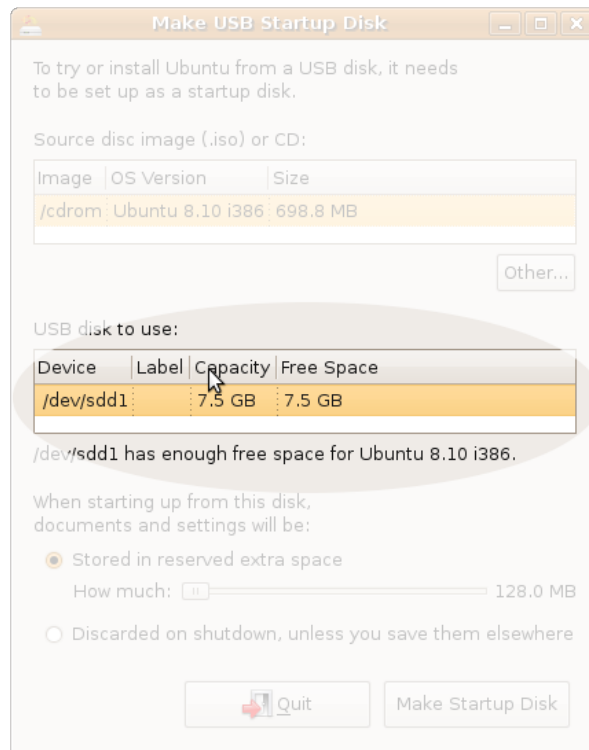 Make USB Startup Disk
To try or install Ubuntu from a USB disk, it needs
to be set up as a startup disk.
Source disc image (.iso) or CD:
Image OS Version Size
/cdrom Ubuntu 8.10 i386 698.8 MB
Other...
USB disk to use:
Device Label Capacity Free Space
/dev/sdd1 7.5 GB 7.5 GB
/dev/sdd1 has enough free space for Ubuntu 8.10 i386.
When starting up from this disk,
documents and settings will be:
Stored in reserved extra space
How much: 128.0 MB
Discarded on shutdown, unless you save them elsewhere
Quit Make Startup Disk